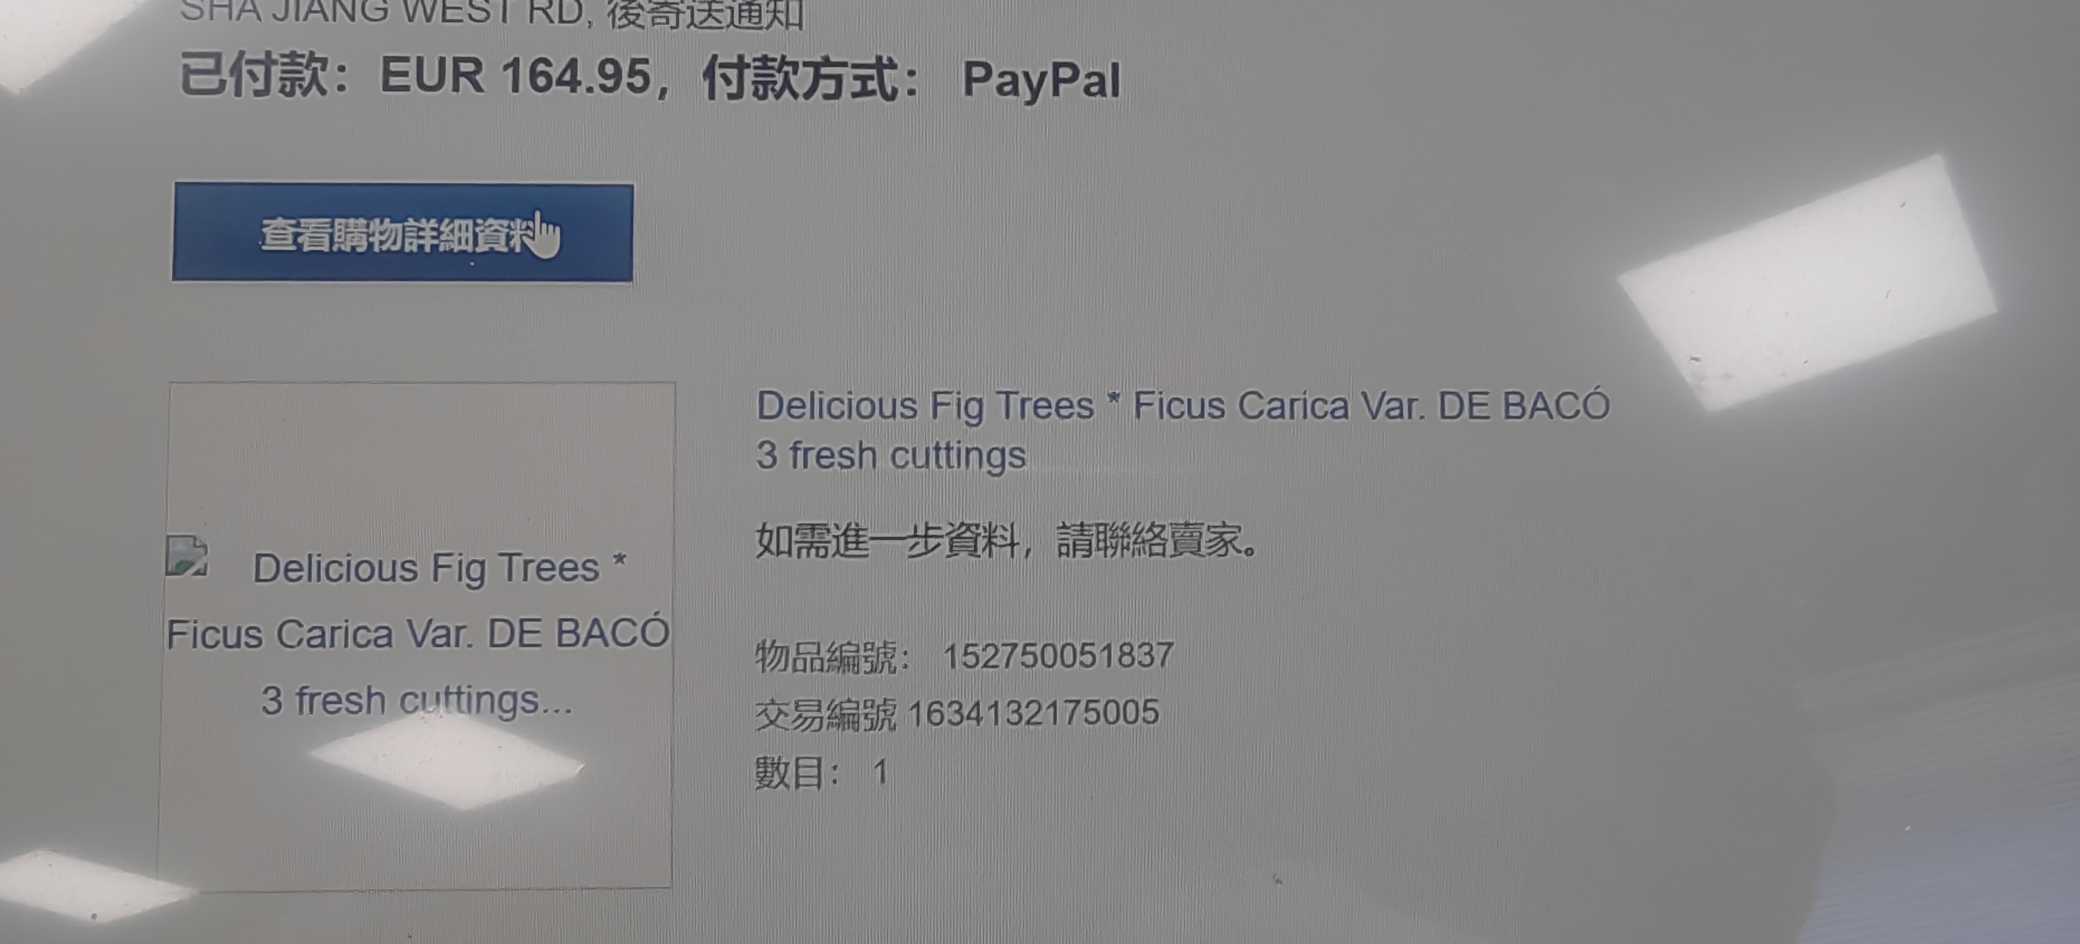 SHA JIANG WEST RD, 後寄送通知
已付款：EUR 164.95，付款方式： PayPal
查看購物詳細資料
Delicious Fig Trees * Ficus Carica Var. DE BACÓ
3 fresh cuttings
如需進一步資料，請聯絡賣家。
Delicious Fig Trees *
Ficus Carica Var. DE BACÓ
3 fresh cuttings...
物品編號： 152750051837
交易編號 1634132175005
數目： 1